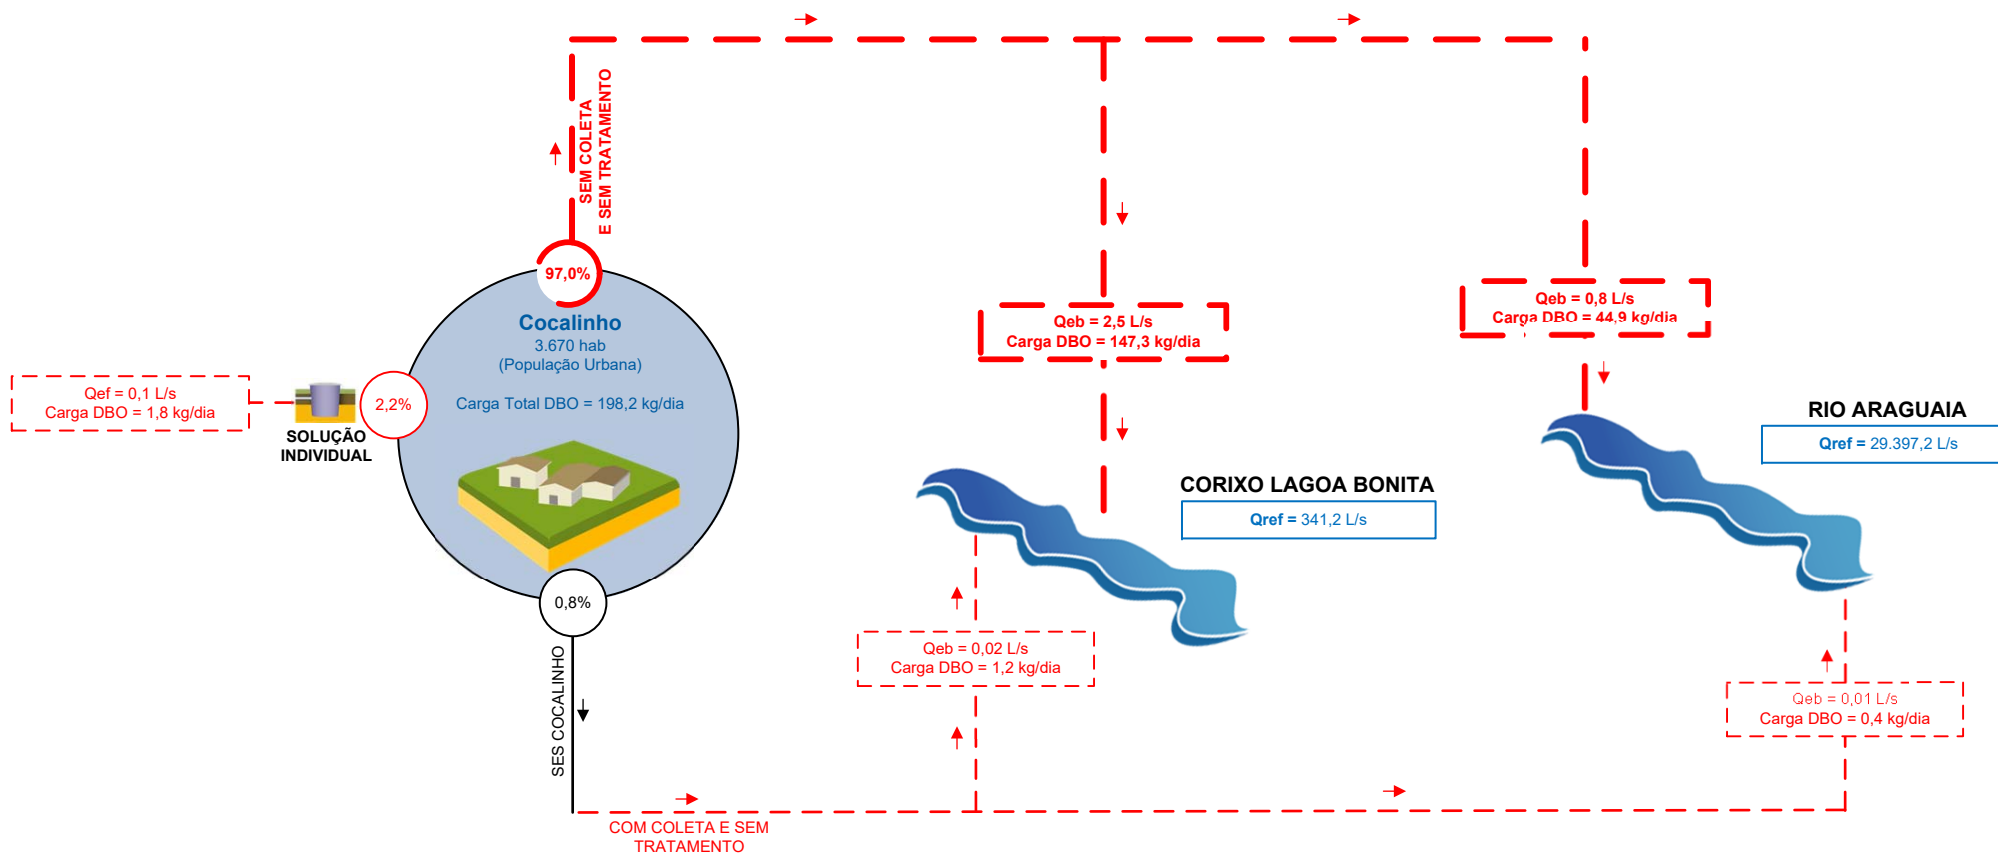 SEM COLETA
E SEM TRATAMENTO
97,0%
Cocalinho
3.670 hab
(População Urbana)
Carga Total DBO = 198,2 kg/dia
Qef = 0,1 L/s
Carga DBO = 1,8 kg/dia
2,2%
SOLUÇÃO
INDIVIDUAL
0,8%
SES COCALINHO
COM COLETA E SEM
TRATAMENTO
Qeb = 2,5 L/s
Carga DBO = 147,3 kg/dia
CORIXO LAGOA BONITA
Qref = 341,2 L/s
Qeb = 0,02 L/s
Carga DBO = 1,2 kg/dia
Qeb = 0,8 L/s
Carga DBO = 44,9 kg/dia
RIO ARAGUAIA
Qref = 29.397,2 L/s
Qeb = 0,01 L/s
Carga DBO = 0,4 kg/dia